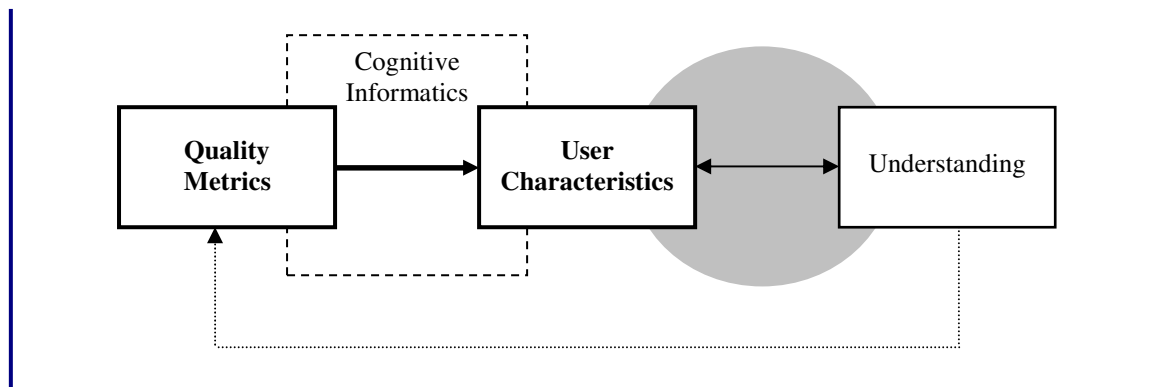 Cognitive
Informatics
Quality
Metrics
User
Characteristics
Understanding